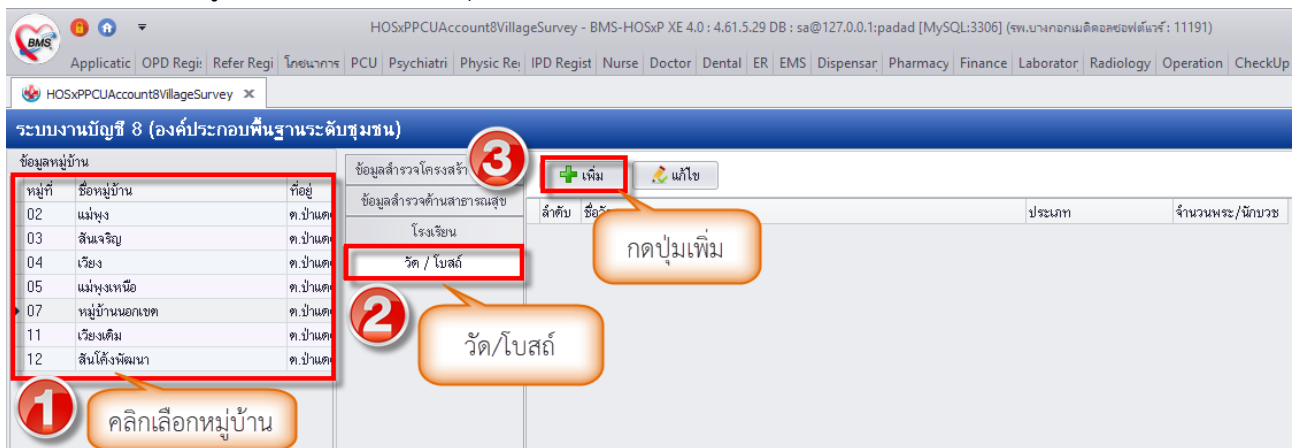 HOSxPPCUAccount8VillageSurvey - BMS-HOSxP XE 4.0 : 4.61.5.29 DB : sa@127.0.0.1:padad [MySQL:3306] (รพ.บางกอกเมดิคอลซอฟต์แวร์ : 11191)
BMS
Applicatic OPD Regi: Refer Regi โภชนาการ PCU Psychiatri Physic Re: IPD Regist Nurse Doctor Dental ER EMS Dispensar Pharmacy Finance Laborator Radiology Operation CheckUp
HOSxPPCUAccount8VillageSurvey
ระบบงานบัญชี 8 (องค์ประกอบพื้นฐานระดับชุมชน)
ข้อมูลหมู่บ้าน
หมู่ที่ ชื่อหมู่บ้าน ที่อยู่
02 แม่พุง ต.ป่าแดด
03 สันเจริญ ต.ป่าแดด
04 เวียง ต.ป่าแดด
05 แม่พุงเหนือ ต.ป่าแดด
07 หมู่บ้านนอกเขต ต.ป่าแดด
11 เวียงเดิม ต.ป่าแดด
12 สันโค้งพัฒนา ต.ป่าแดด
1
คลิกเลือกหมู่บ้าน
ข้อมูลสำรวจโครงสร้า
ข้อมูลสำรวจด้านสาธารณสุข
โรงเรียน
วัด / โบสถ์
2
วัด/โบสถ์
3
เพิ่ม แก้ไข
ลำดับ ชื่อวัด ประเภท จำนวนพระ/นักบวช
กดปุ่มเพิ่ม